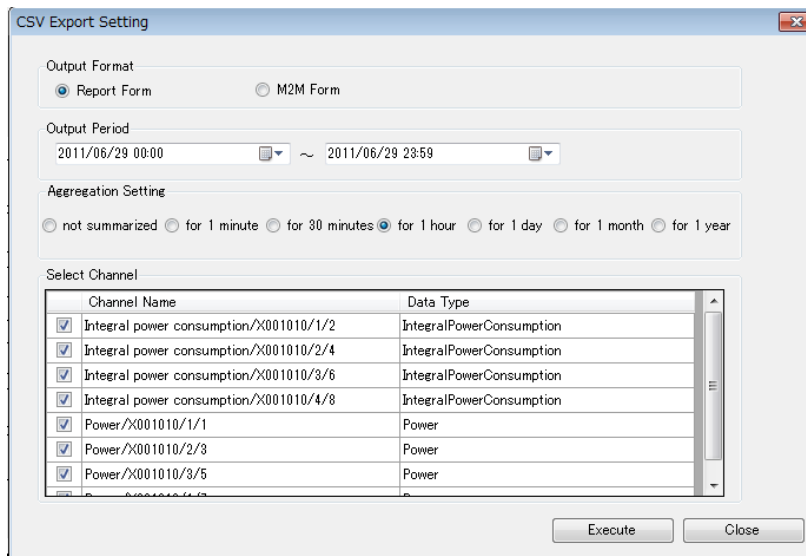 CSV Export Setting
Output Format
Report Form M2M Form
Output Period
2011/06/29 00:00 ~ 2011/06/29 23:59
Aggregation Setting
not summarized for 1 minute for 30 minutes for 1 hour for 1 day for 1 month for 1 year
Select Channel
Channel Name Data Type
Integral power consumption/X001010/1/2 IntegralPowerConsumption
Integral power consumption/X001010/2/4 IntegralPowerConsumption
Integral power consumption/X001010/3/6 IntegralPowerConsumption
Integral power consumption/X001010/4/8 IntegralPowerConsumption
Power/X001010/1/1 Power
Power/X001010/2/3 Power
Power/X001010/3/5 Power
Execute Close